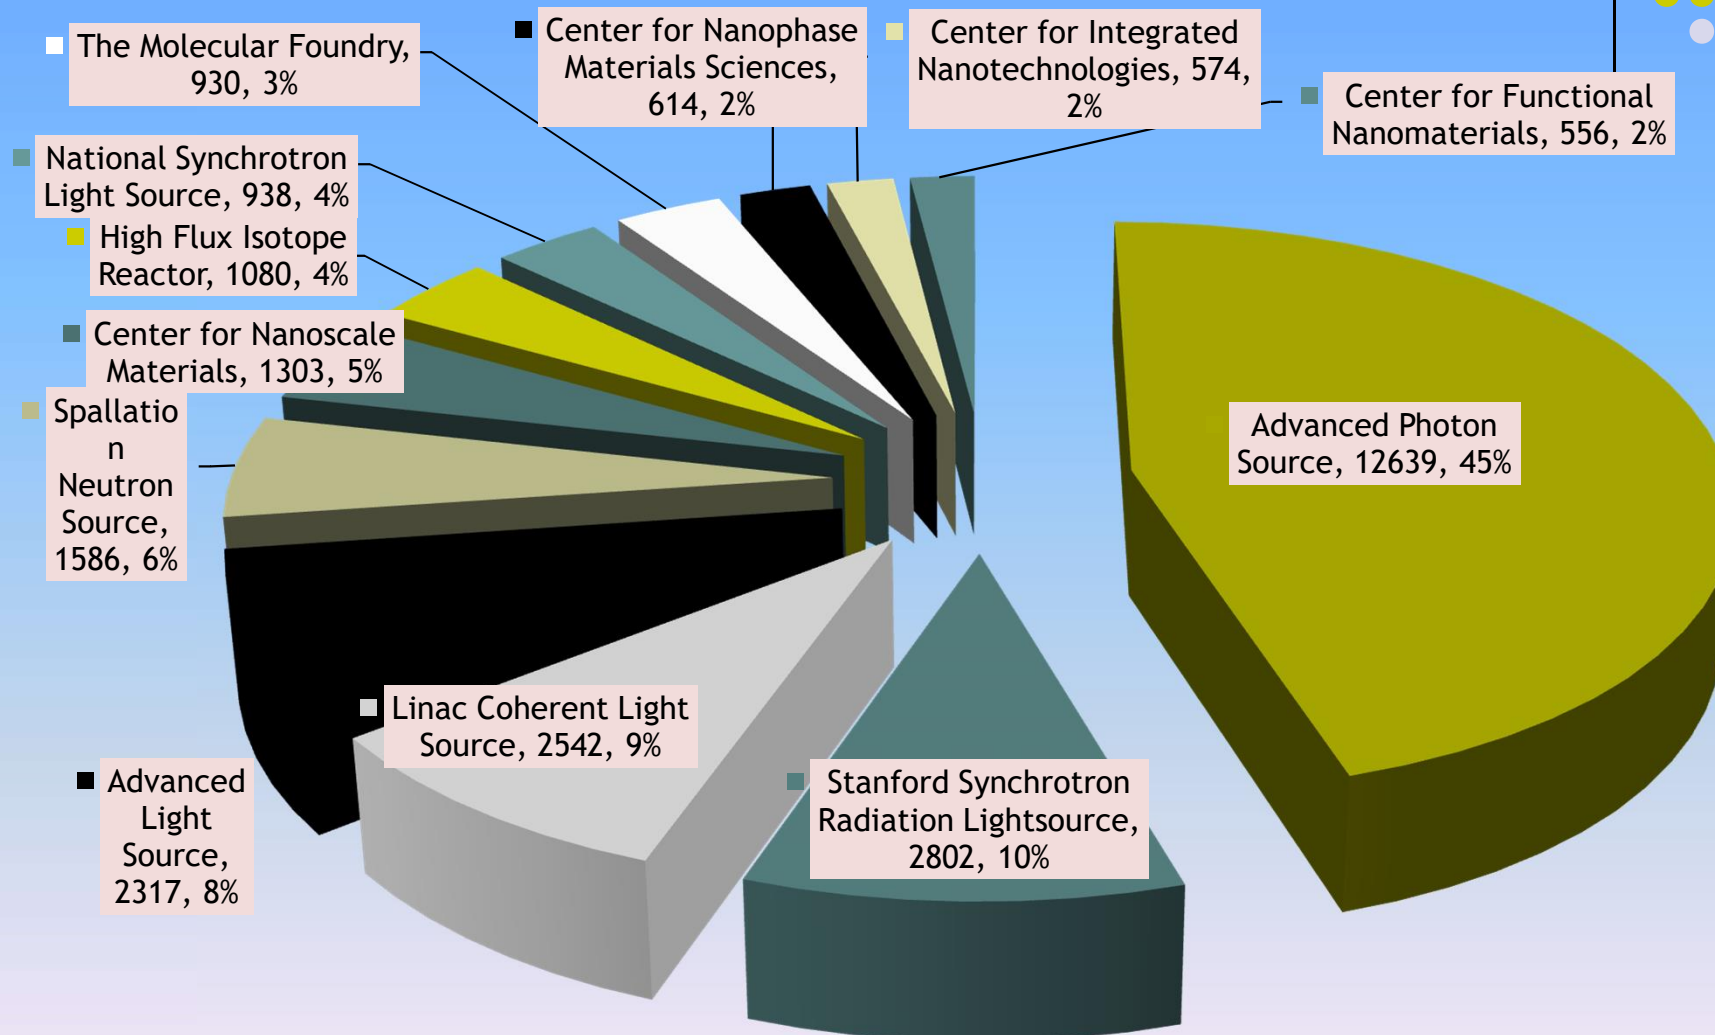 The Molecular Foundry,
930, 3%
Center for Nanophase
Materials Sciences,
614, 2%
Center for Integrated
Nanotechnologies, 574,
2%
Center for Functional
Nanomaterials, 556, 2%
National Synchrotron
Light Source, 938, 4%
High Flux Isotope
Reactor, 1080, 4%
Center for Nanoscale
Materials, 1303, 5%
Spallatio
n
Neutron
Source,
1586, 6%
Advanced Photon
Source, 12639, 45%
Linac Coherent Light
Source, 2542, 9%
Advanced
Light
Source,
2317, 8%
Stanford Synchrotron
Radiation Lightsource,
2802, 10%